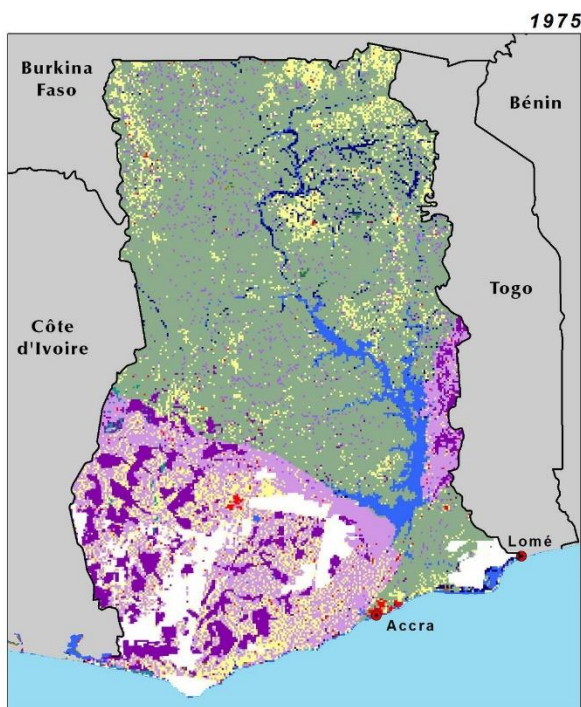 1975
Burkina
Faso
Bénin
Togo
Côte
d'Ivoire
Lomé
Accra